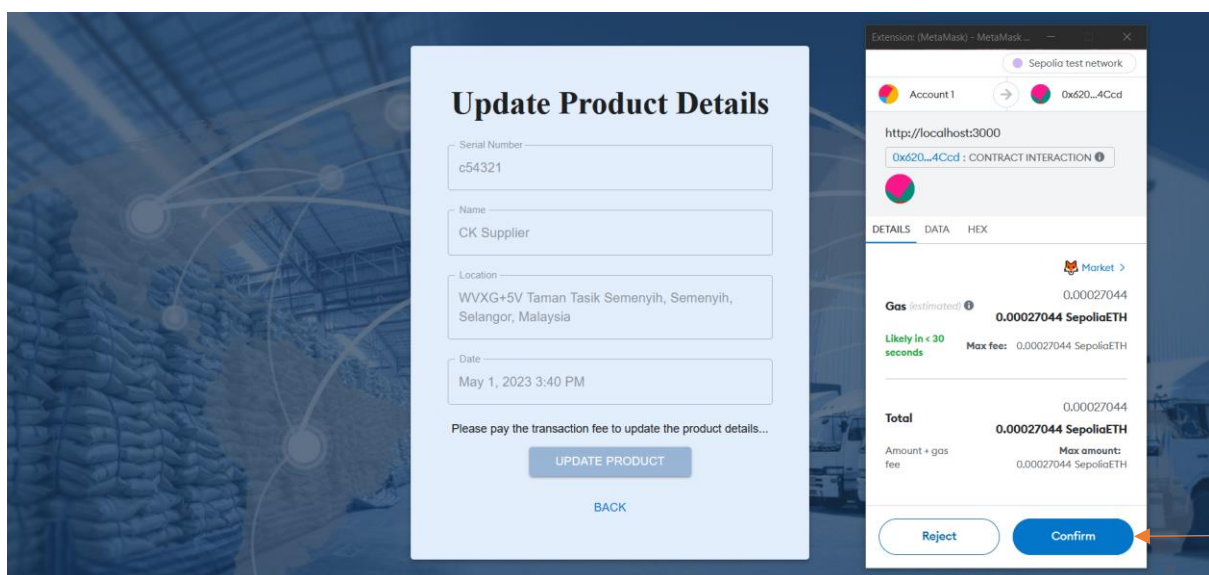 Update Product Details
Serial Number
c54321
Name
CK Supplier
Location
WVXG+5V Taman Tasik Semenyih, Semenyih,
Selangor, Malaysia
Date
May 1, 2023 3:40 PM
Please pay the transaction fee to update the product details...
UPDATE PRODUCT
BACK
Extension: (MetaMask) - MetaMask ...
Sepolia test network
Account 1
0x620...4Ccd
http://localhost:3000
0x620...4Ccd : CONTRACT INTERACTION
DETAILS DATA HEX
Market >
0.00027044
Gas (estimated) 0.00027044 SepoliaETH
Likely in < 30
seconds
Max fee: 0.00027044 SepoliaETH
0.00027044
Total 0.00027044 SepoliaETH
Amount + gas
fee
Max amount:
0.00027044 SepoliaETH
Reject
Confirm